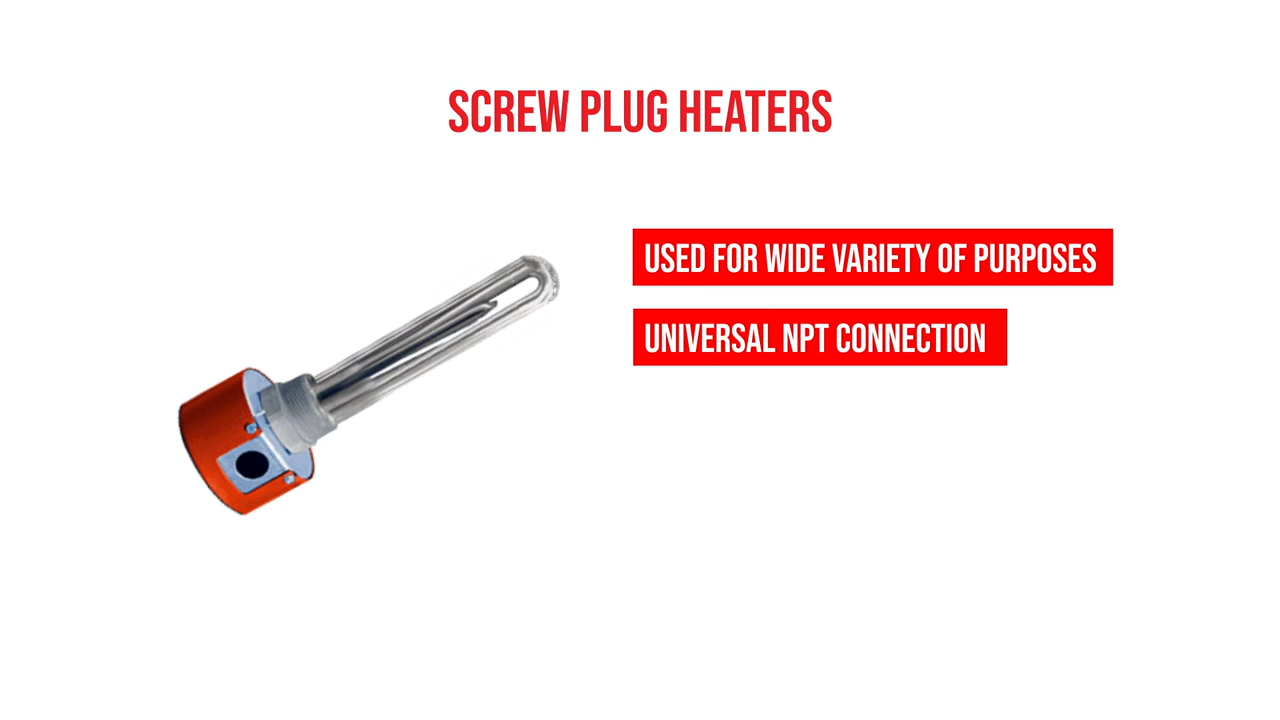 SCREW PLUG HEATERS
USED FOR WIDE VARIETY OF PURPOSES
UNIVERSAL NPT CONNECTION